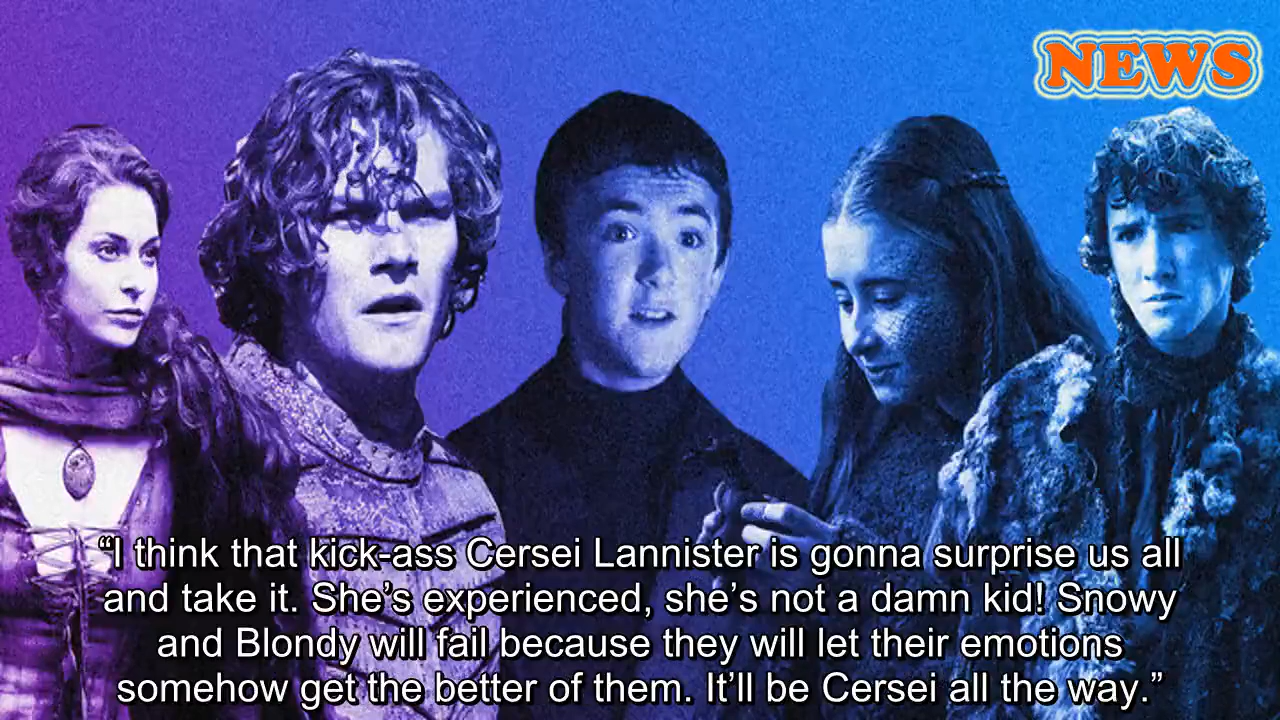 NEWS
“I think that kick-ass Cersei Lannister is gonna surprise us all
and take it. She’s experienced, she’s not a damn kid! Snowy
and Blondy will fail because they will let their emotions
somehow get the better of them. It’ll be Cersei all the way.”